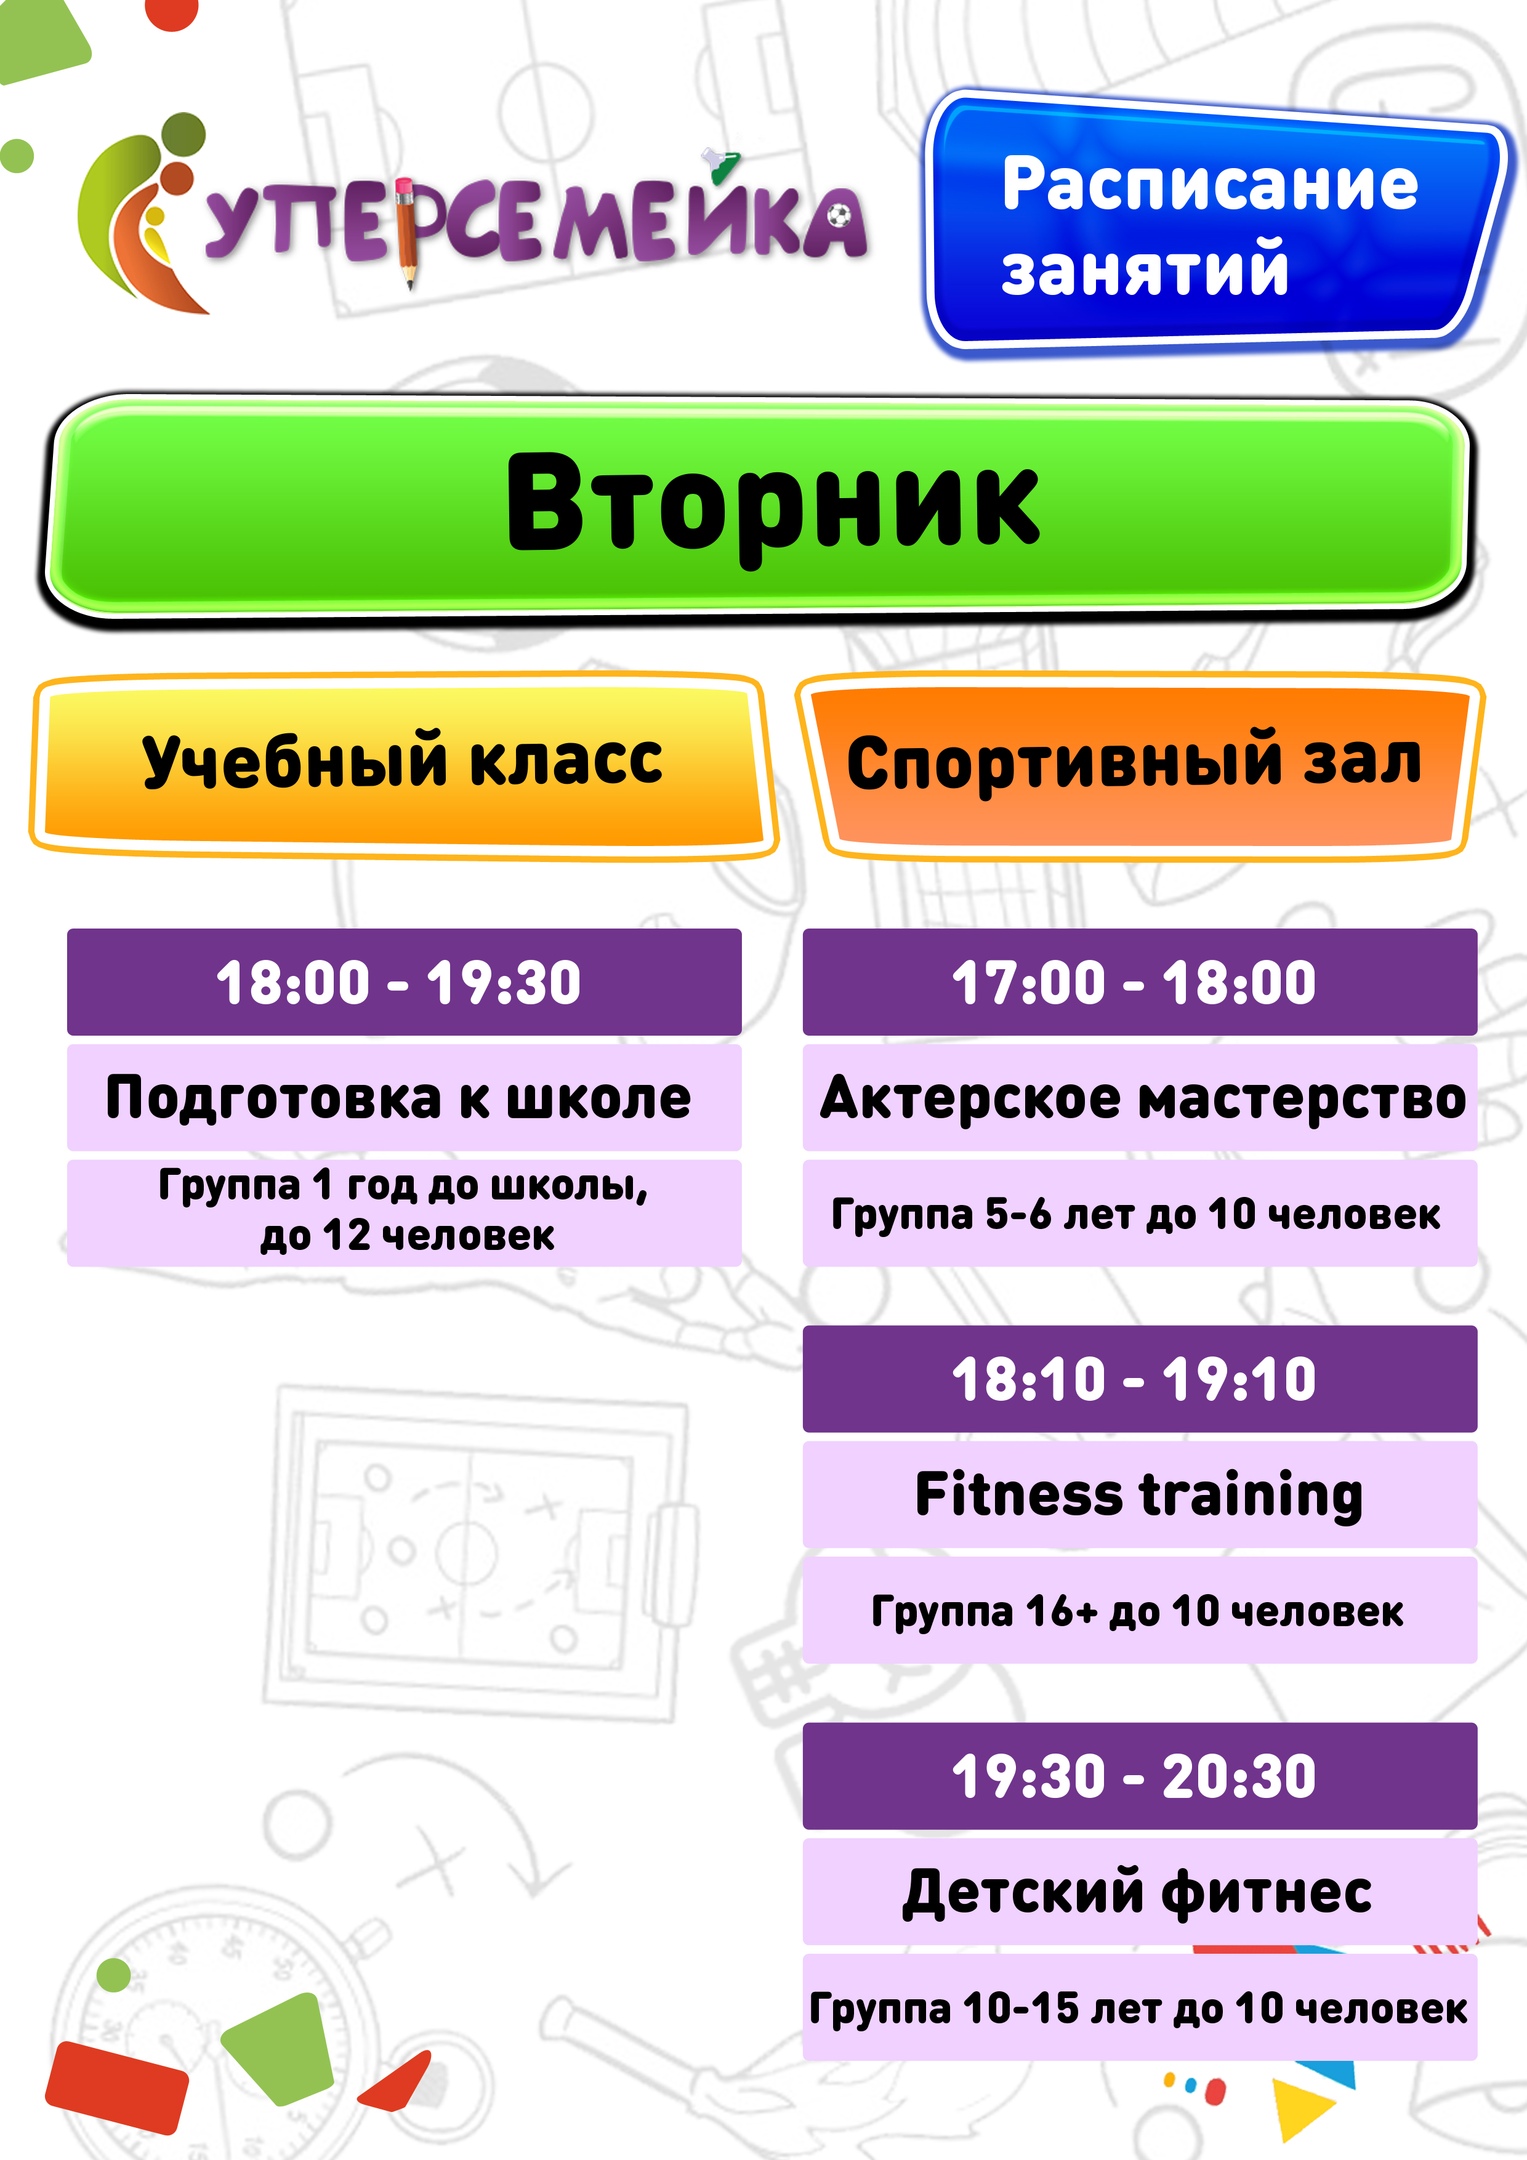 Суперсемейка
Расписание
занятий
Вторник
Учебный класс
18:00 - 19:30
Подготовка к школе
Группа 1 год до школы,
до 12 человек
Спортивный зал
17:00 - 18:00
Актерское мастерство
Группа 5-6 лет до 10 человек
18:10 - 19:10
Fitness training
Группа 16+ до 10 человек
19:30 - 20:30
Детский фитнес
Группа 10-15 лет до 10 человек